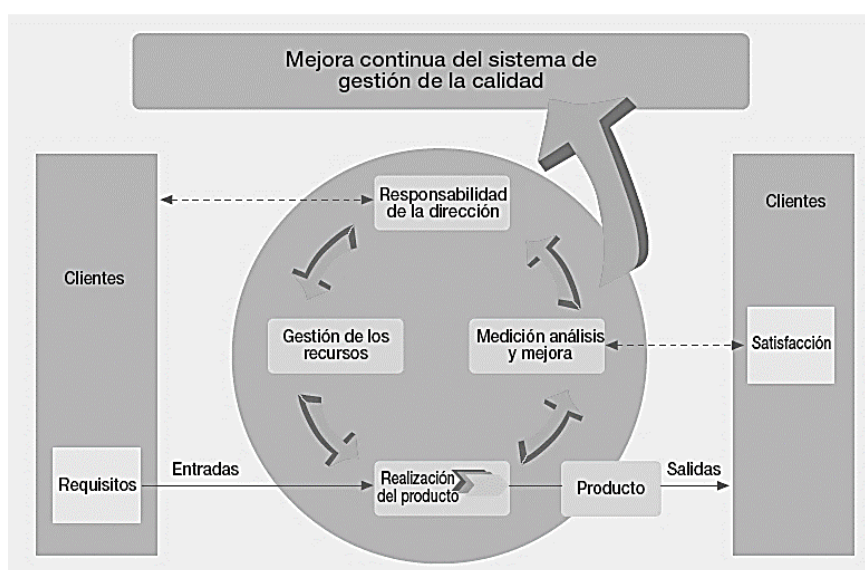 Mejora continua del sistema de
gestión de la calidad
Responsabilidad
de la dirección
Clientes
Clientes
Gestión de los
recursos
Medición análisis
y mejora
Satisfacción
Requisitos
Entradas
Realización
del producto
Producto
Salidas